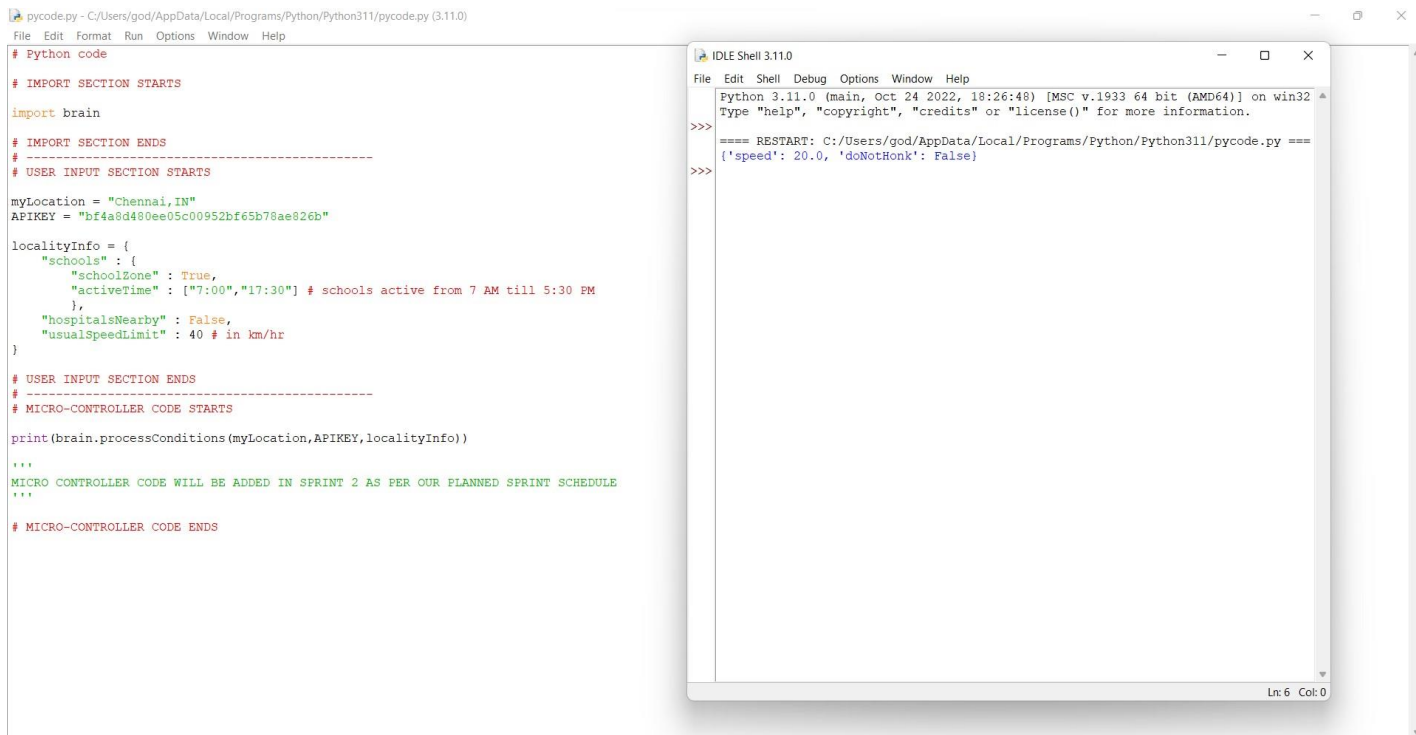 pycode.py - C:/Users/god/AppData/Local/Programs/Python/Python311/pycode.py (3.11.0)
File Edit Format Run Options Window Help
# Python code
# IMPORT SECTION STARTS
import brain
# IMPORT SECTION ENDS
# -----------------------------------------------
# USER INPUT SECTION STARTS
myLocation = "Chennai,IN"
APIKEY = "bf4a8d480ee05c00952bf65b78ae826b"
localityInfo = {
    "schools" : {
        "schoolZone" : True,
        "activeTime" : ["7:00","17:30"] # schools active from 7 AM till 5:30 PM
        },
    "hospitalsNearby" : False,
    "usualSpeedLimit" : 40 # in km/hr
}
# USER INPUT SECTION ENDS
# -----------------------------------------------
# MICRO-CONTROLLER CODE STARTS
print(brain.processConditions(myLocation,APIKEY,localityInfo))
'''
MICRO CONTROLLER CODE WILL BE ADDED IN SPRINT 2 AS PER OUR PLANNED SPRINT SCHEDULE
'''
# MICRO-CONTROLLER CODE ENDS
IDLE Shell 3.11.0
File Edit Shell Debug Options Window Help
Python 3.11.0 (main, Oct 24 2022, 18:26:48) [MSC v.1933 64 bit (AMD64)] on win32
Type "help", "copyright", "credits" or "license()" for more information.
>>>
==== RESTART: C:/Users/god/AppData/Local/Programs/Python/Python311/pycode.py ===
{'speed': 20.0, 'doNotHonk': False}
>>>
Ln: 6 Col: 0